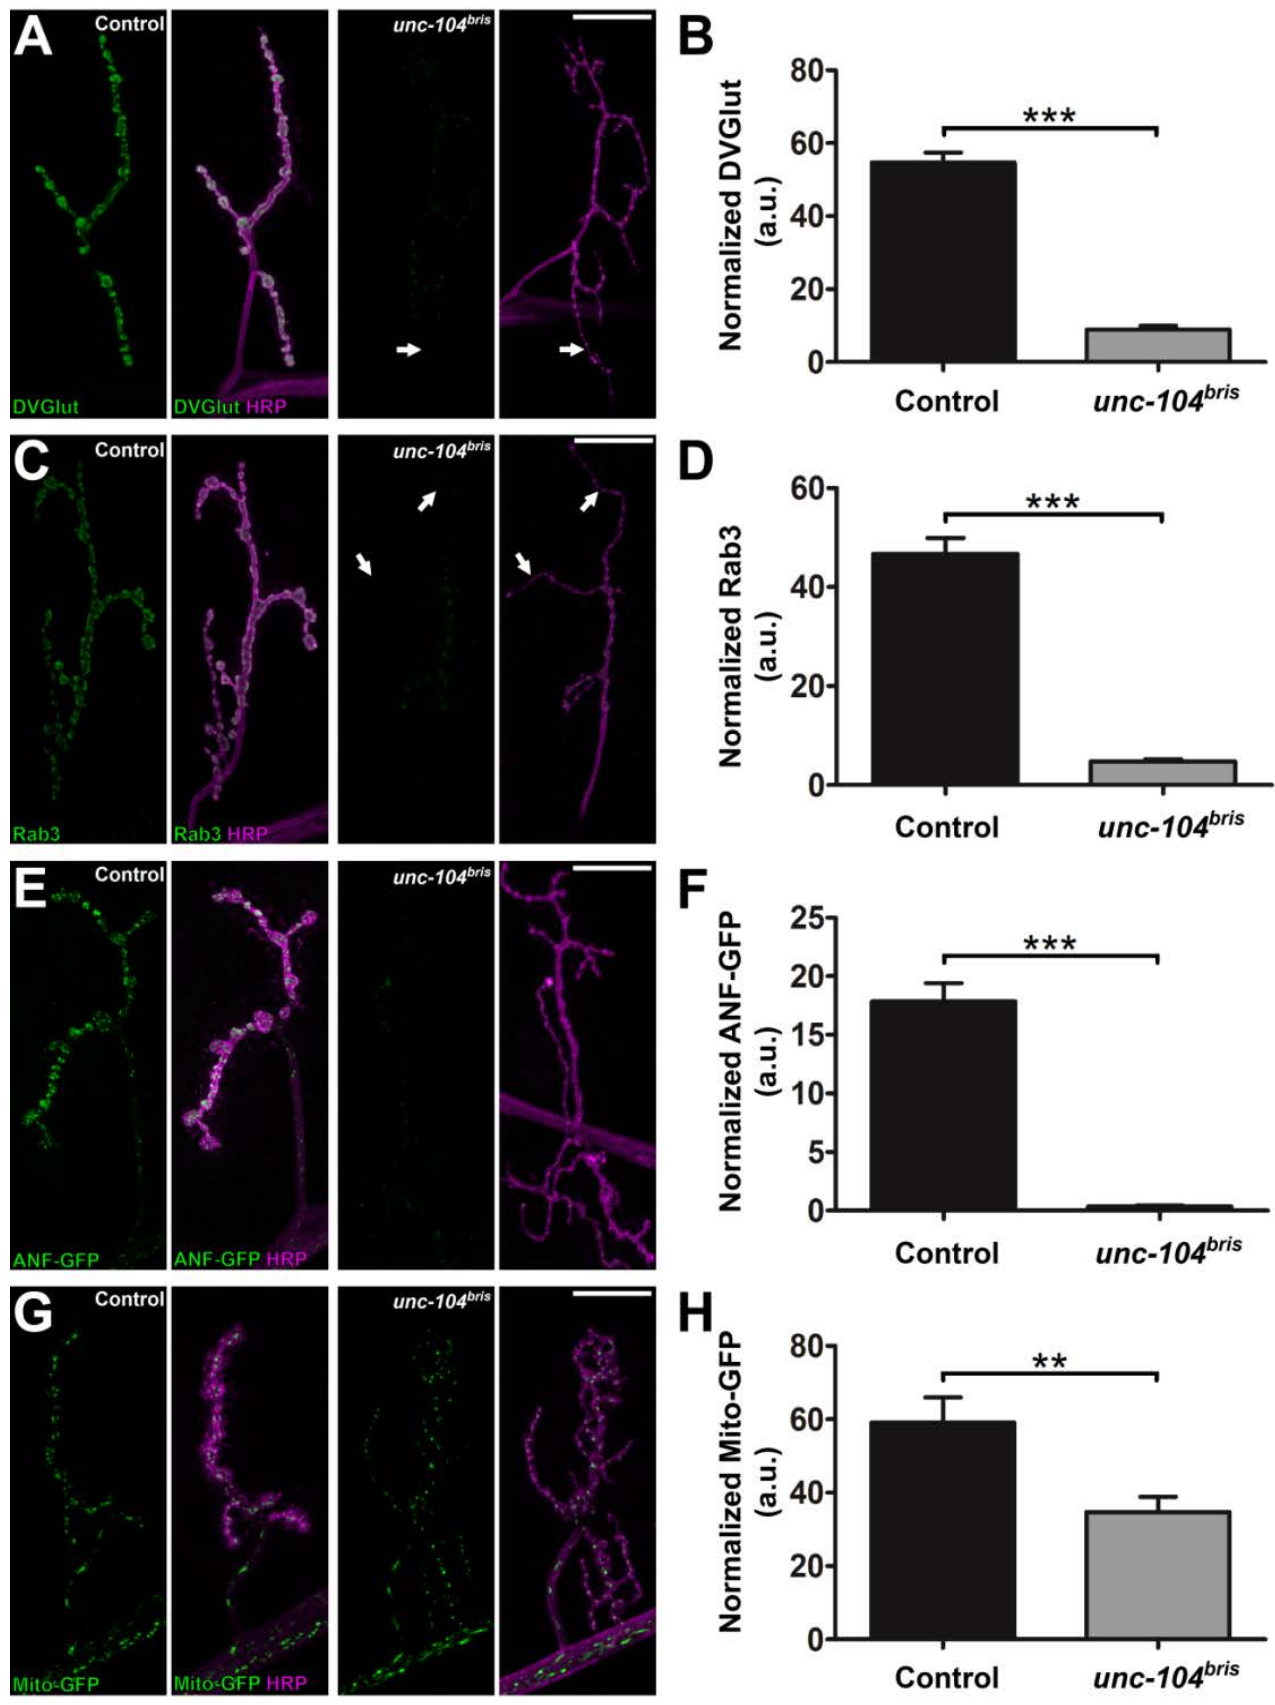 A
Control
unc-104bris
DVGlut
DVGlut HRP
B
Normalized DVGlut
(a.u.)
80
60
40
20
0
***
Control
unc-104bris
C
Control
unc-104bris
Rab3
Rab3 HRP
D
Normalized Rab3
(a.u.)
60
40
20
0
***
Control
unc-104bris
E
Control
unc-104bris
ANF-GFP
ANF-GFP HRP
F
Normalized ANF-GFP
(a.u.)
25
20
15
10
5
0
***
Control
unc-104bris
G
Control
unc-104bris
Mito-GFP
Mito-GFP HRP
H
Normalized Mito-GFP
(a.u.)
80
60
40
20
0
**
Control
unc-104bris